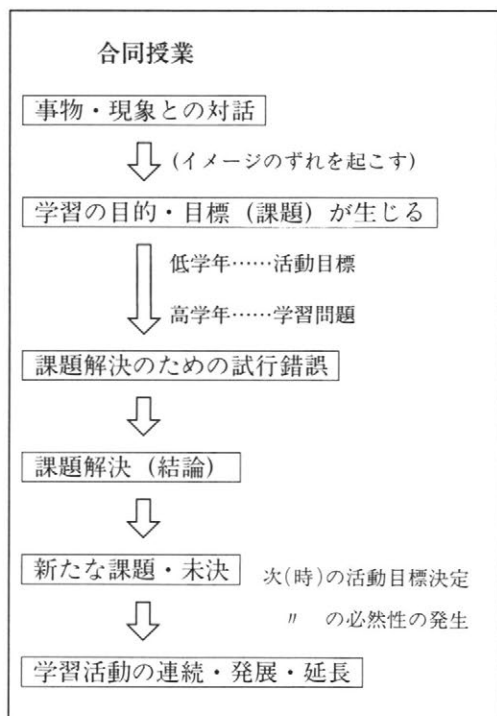 合同授業
事物・現象との対話
(イメージのずれを起こす)
学習の目的・目標(課題)が生じる
低学年……活動目標
高学年……学習問題
課題解決のための試行錯誤
課題解決(結論)
新たな課題・未決
次(時)の活動目標決定
〃 の必然性の発生
学習活動の連続・発展・延長